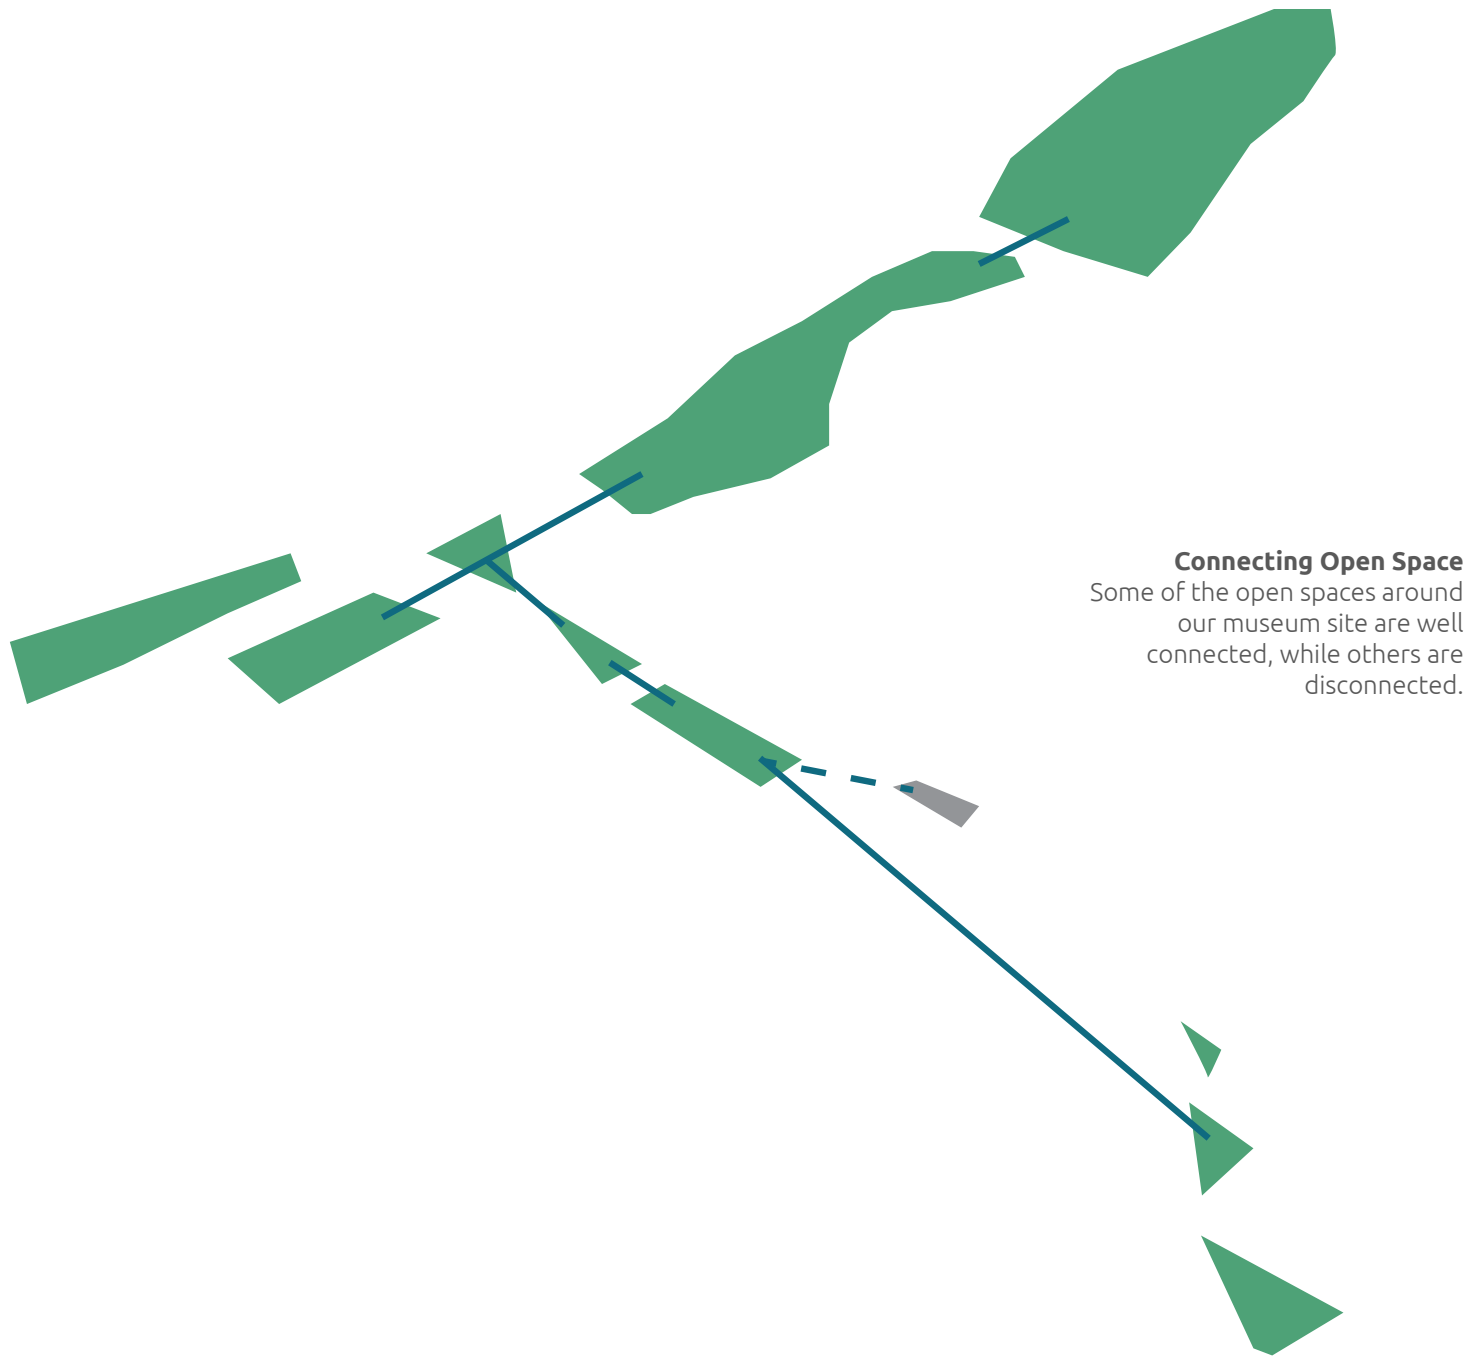 Connecting Open Space
Some of the open spaces around
our museum site are well
connected, while others are
disconnected.